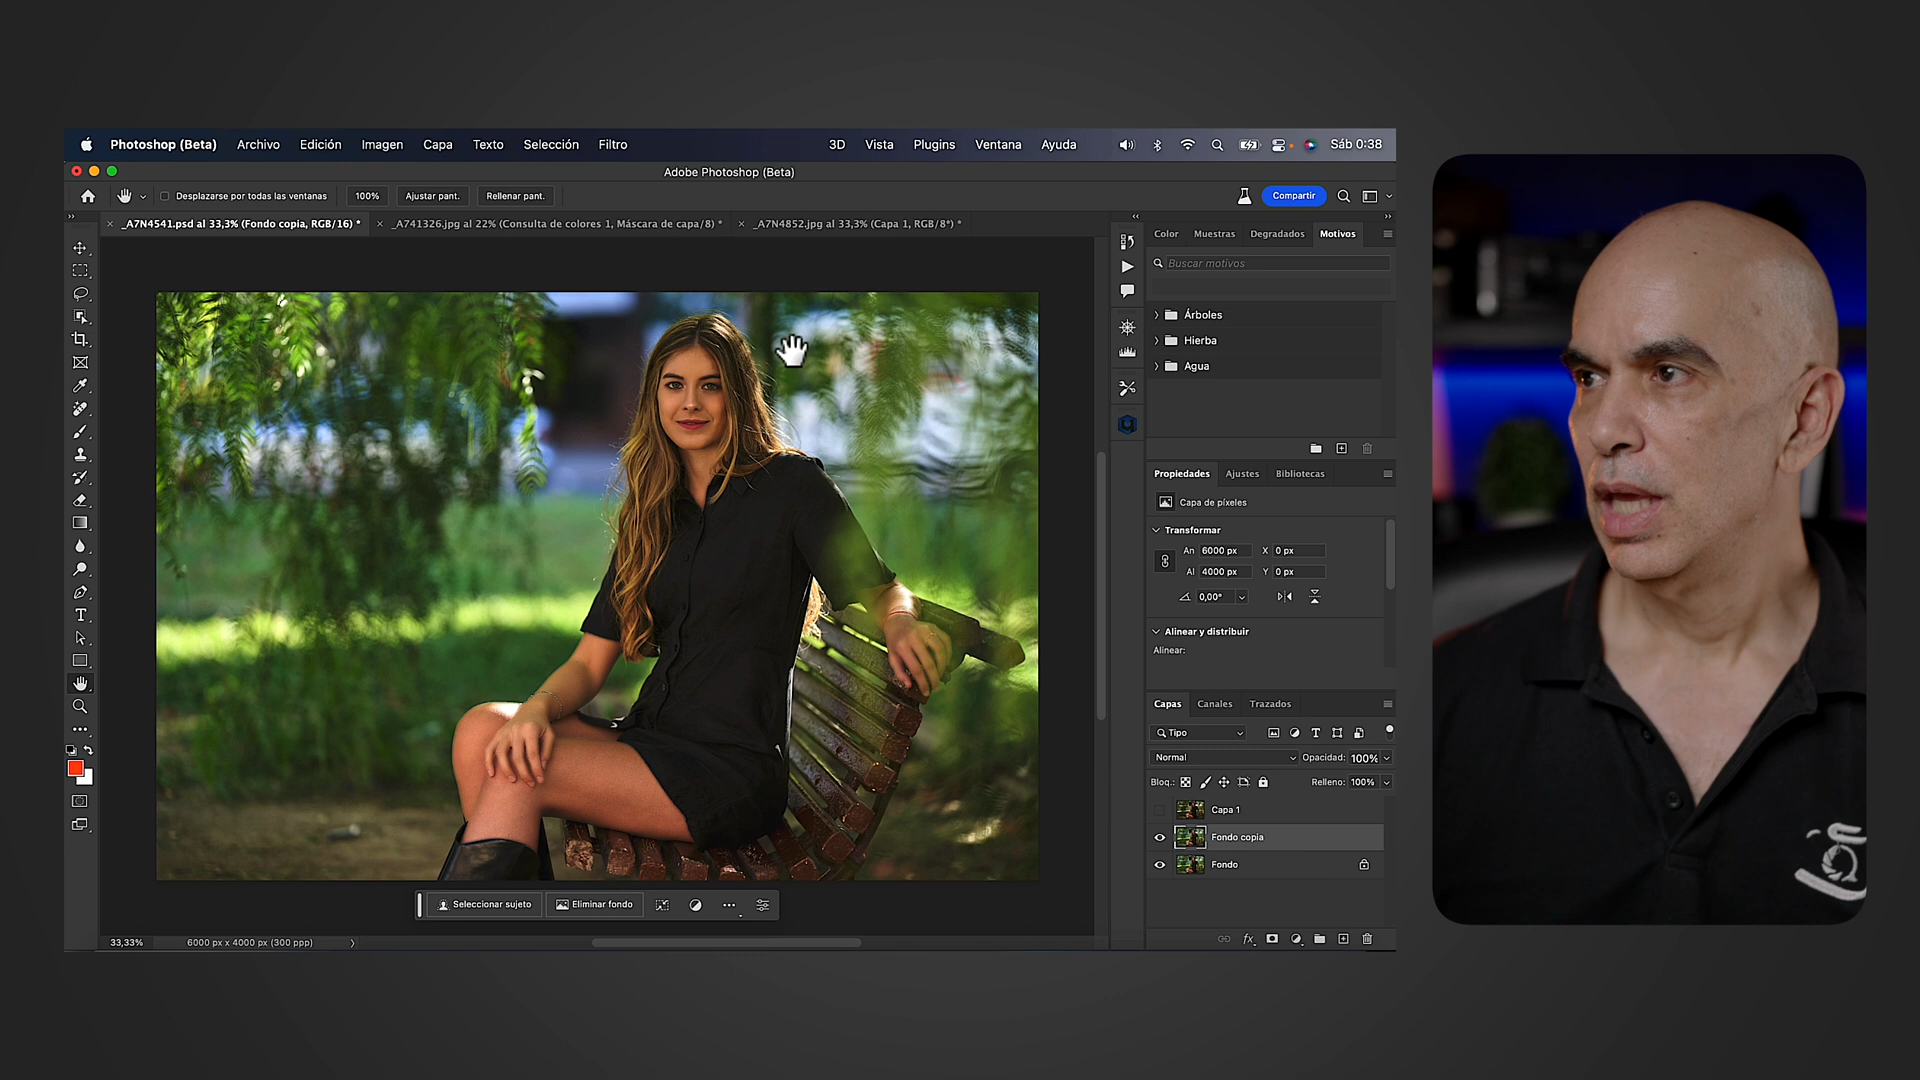 Photoshop (Beta) Archivo Edición Imagen Capa Texto Selección Filtro 3D Vista Plugins Ventana Ayuda Sáb 0:38
Adobe Photoshop (Beta)
Desplazarse por todas las ventanas 100% Ajustar pant. Rellenar pant. Compartir
_A7N4541.psd al 33,3% (Fondo copia, RGB/16) * _A741326.jpg al 22% (Consulta de colores 1, Máscara de capa/8) * _A7N4852.jpg al 33,3% (Capa 1, RGB/8*) *
Color Muestras Degradados Motivos
Buscar motivos
Árboles
Hierba
Agua
Propiedades Ajustes Bibliotecas
Capa de píxeles
Transformar
An 6000 px X 0 px
Al 4000 px Y 0 px
0,00°
Alinear y distribuir
Alinear:
Capas Canales Trazados
Tipo
Normal Opacidad: 100%
Bloq.: Relleno: 100%
Capa 1
Fondo copia
Fondo
Seleccionar sujeto Eliminar fondo
33,33% 6000 px x 4000 px (300 ppp)